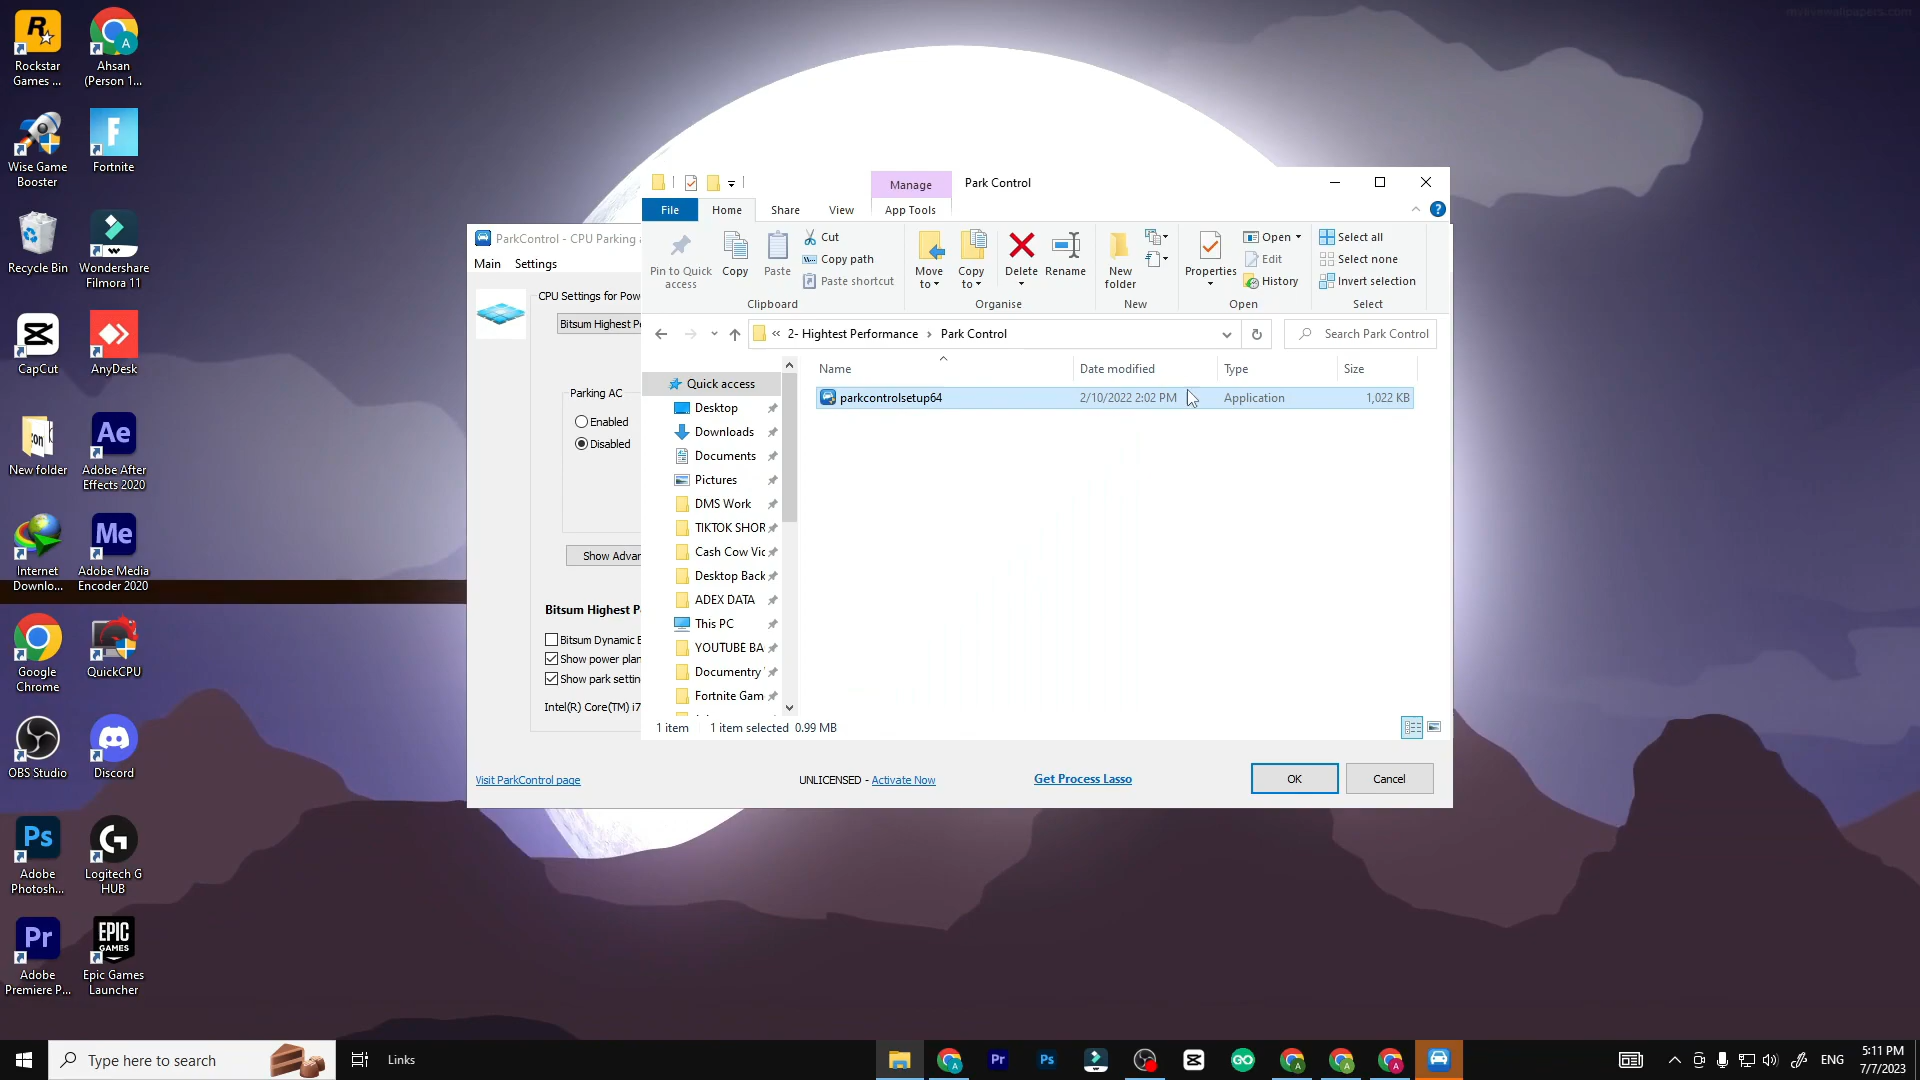 mylivewallpapers.com
Rockstar
Games ...
Ahsan
(Person 1...
Wise Game
Booster
Fortnite
Recycle Bin
Wondershare
Filmora 11
CapCut
AnyDesk
New folder
Adobe After
Effects 2020
Internet
Downlo...
Adobe Media
Encoder 2020
Google
Chrome
QuickCPU
OBS Studio
Discord
Adobe
Photosh...
Logitech G
HUB
Adobe
Premiere P...
Epic Games
Launcher
ParkControl - CPU Parking a
Main Settings
CPU Settings for Pow
Bitsum Highest Pe
Parking AC
Enabled
Disabled
Show Advan
Bitsum Highest P
Bitsum Dynamic B
Show power plan
Show park settin
Intel(R) Core(TM) i7
Visit ParkControl page
UNLICENSED - Activate Now
Get Process Lasso
OK
Cancel
Manage
Park Control
File Home Share View App Tools
Pin to Quick
access
Copy
Paste
Cut
Copy path
Paste shortcut
Clipboard
Move
to
Copy
to
Delete
Rename
Organise
New
folder
New
Properties
Open
Edit
History
Open
Select all
Select none
Invert selection
Select
« 2- Hightest Performance › Park Control
Search Park Control
Quick access
Desktop
Downloads
Documents
Pictures
DMS Work
TIKTOK SHOR
Cash Cow Vic
Desktop Back
ADEX DATA
This PC
YOUTUBE BA
Documentry
Fortnite Gam
Name Date modified Type Size
parkcontrolsetup64 2/10/2022 2:02 PM Application 1,022 KB
1 item 1 item selected 0.99 MB
Type here to search
Links
ENG
5:11 PM
7/7/2023